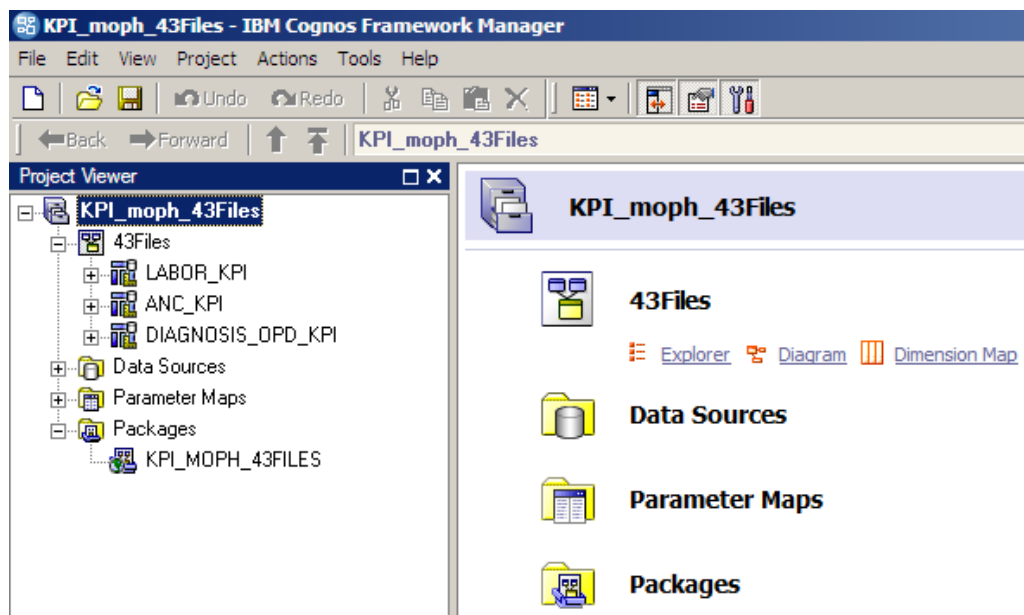 KPI_moph_43Files - IBM Cognos Framework Manager
File Edit View Project Actions Tools Help
Undo Redo
Back Forward KPI_moph_43Files
Project Viewer
KPI_moph_43Files
43Files
LABOR_KPI
ANC_KPI
DIAGNOSIS_OPD_KPI
Data Sources
Parameter Maps
Packages
KPI_MOPH_43FILES
KPI_moph_43Files
43Files
Explorer Diagram Dimension Map
Data Sources
Parameter Maps
Packages